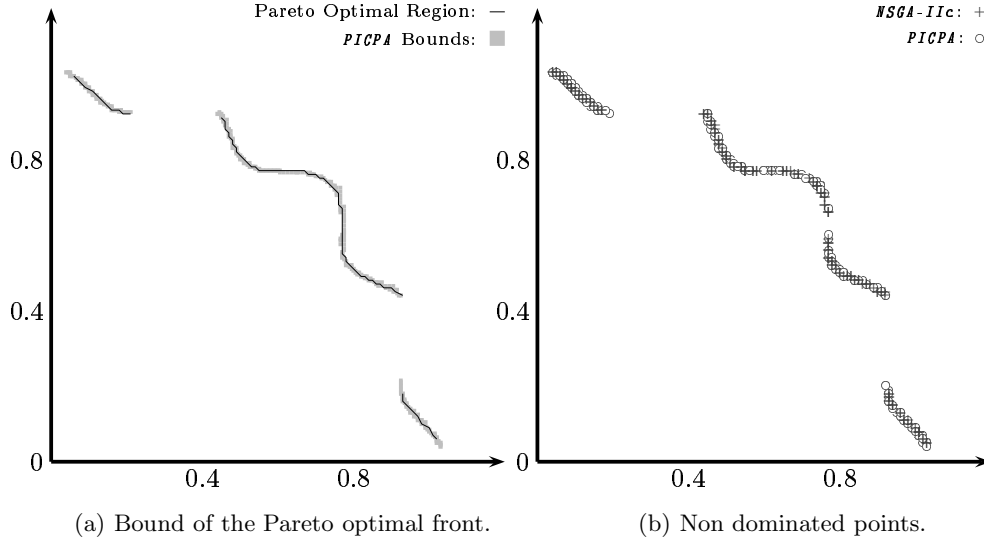 Pareto Optimal Region:
PICPA Bounds:
0.8
0.4
0
0.4
0.8
(a) Bound of the Pareto optimal front.
NSGA-IIc:
PICPA:
0.8
0.4
0
0.4
0.8
(b) Non dominated points.